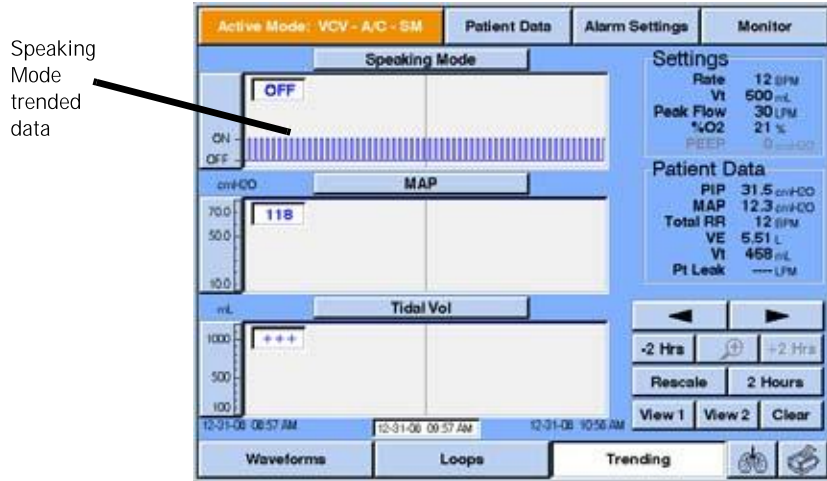 Speaking
Mode
trended
data
Active Mode: VCV - A/C - SM
Patient Data
Alarm Settings
Monitor
Speaking Mode
OFF
ON
OFF
cmH2O
MAP
70.0
118
50.0
10.0
mL
Tidal Vol
1000
+++
500
100
12-31-08 08:57 AM
12-31-08 09:57 AM
12-31-08 10:56 AM
Settings
Rate 12 BPM
Vt 500 mL
Peak Flow 30 LPM
%O2 21 %
PEEP 0 cmH2O
Patient Data
PIP 31.5 cmH2O
MAP 12.3 cmH2O
Total RR 12 BPM
VE 5.51 L
Vt 458 mL
Pt Leak ---- LPM
-2 Hrs
+2 Hrs
Rescale
2 Hours
View 1
View 2
Clear
Waveforms
Loops
Trending